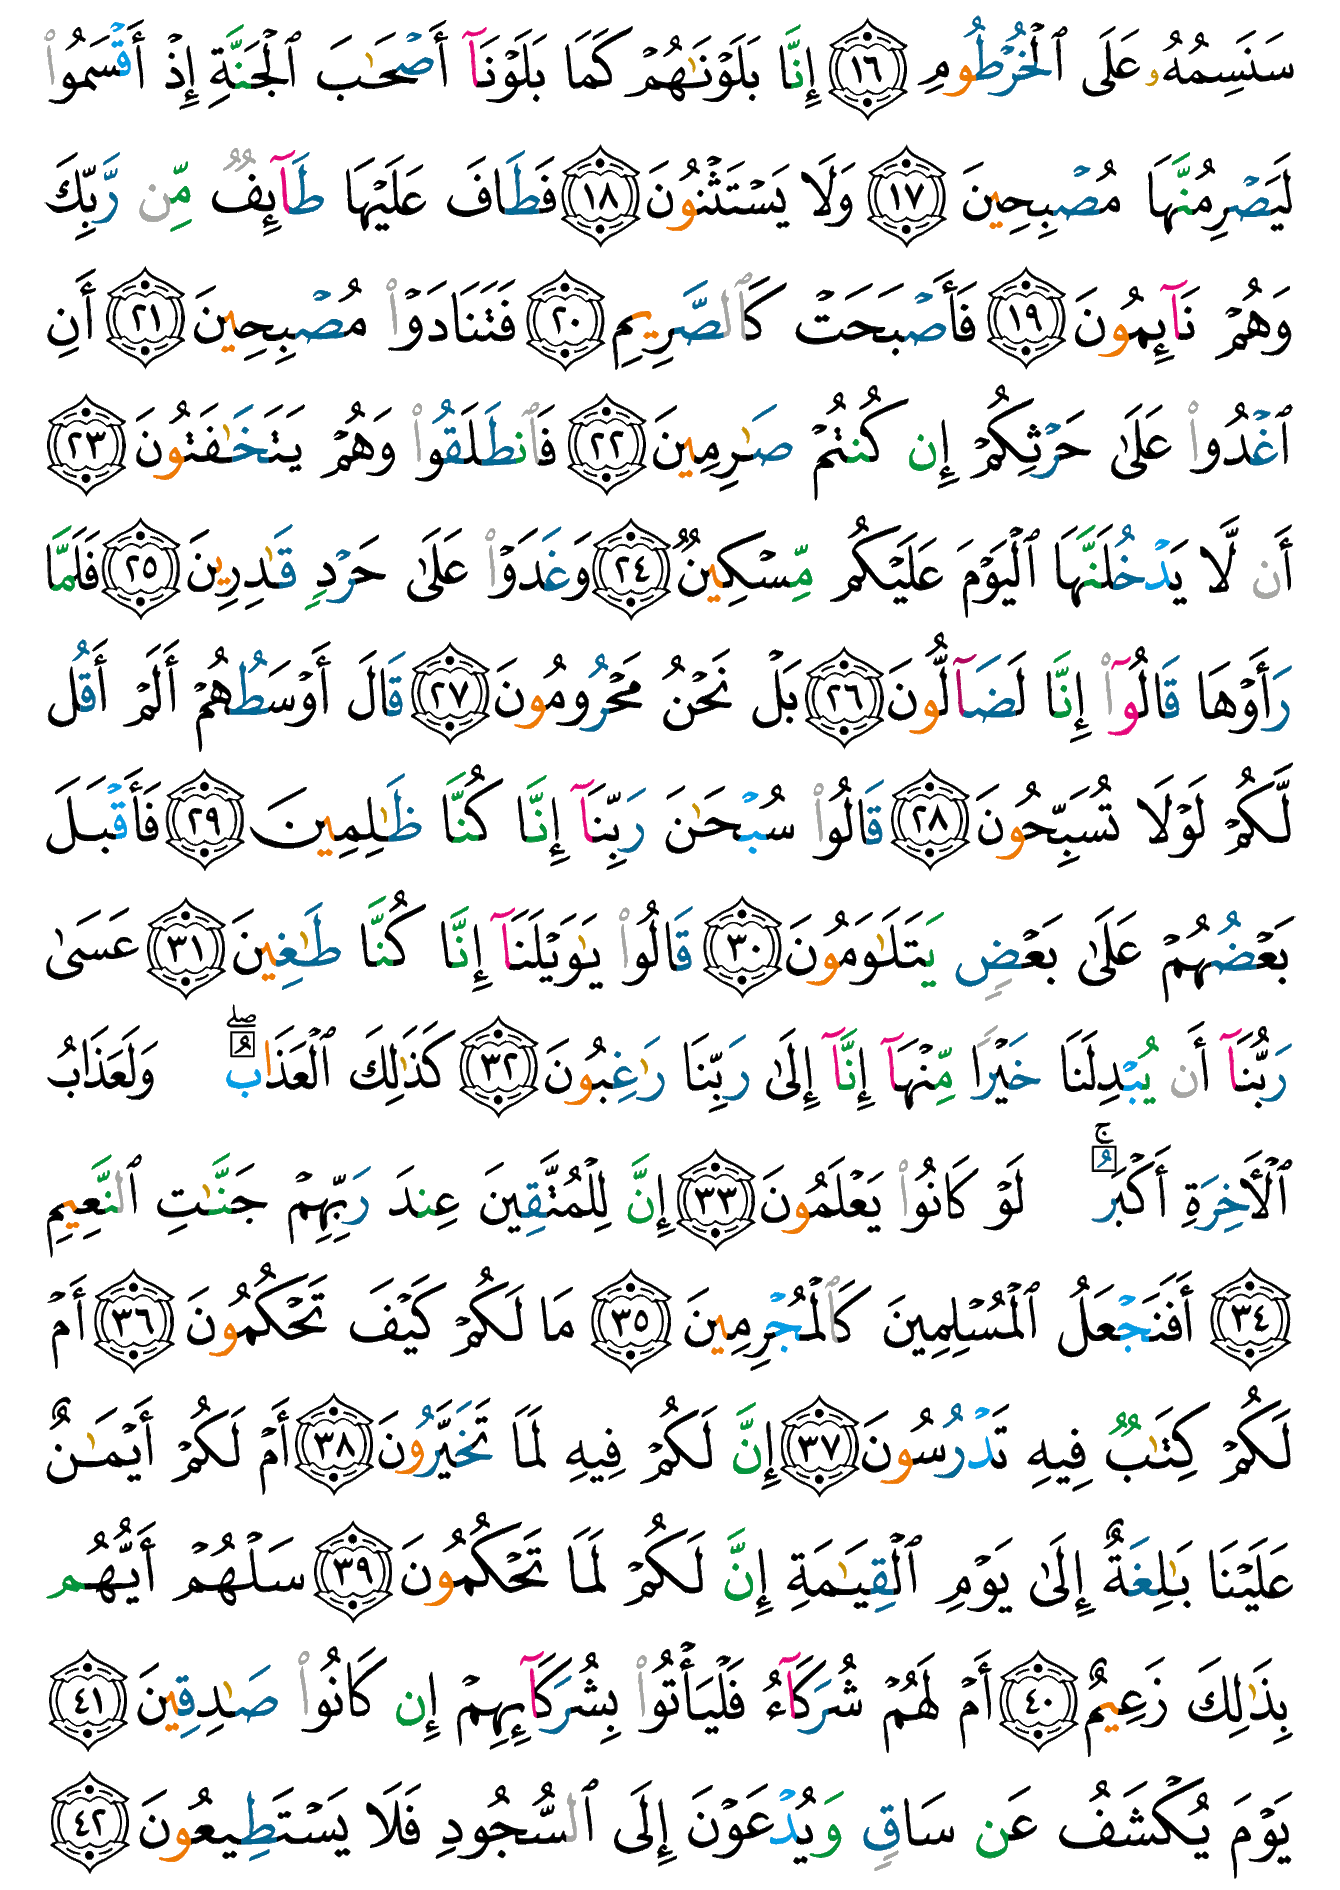 سَنَسِمُهُۥ عَلَى ٱلْخُرْطُومِ ١٦ إِنَّا بَلَوْنَٰهُمْ كَمَا بَلَوْنَآ أَصْحَٰبَ ٱلْجَنَّةِ إِذْ أَقْسَمُوا۟
لَيَصْرِمُنَّهَا مُصْبِحِينَ ١٧ وَلَا يَسْتَثْنُونَ ١٨ فَطَافَ عَلَيْهَا طَآئِفٌ مِّن رَّبِّكَ
وَهُمْ نَآئِمُونَ ١٩ فَأَصْبَحَتْ كَٱلصَّرِيمِ ٢٠ فَتَنَادَوْا۟ مُصْبِحِينَ ٢١ أَنِ
ٱغْدُوا۟ عَلَىٰ حَرْثِكُمْ إِن كُنتُمْ صَٰرِمِينَ ٢٢ فَٱنطَلَقُوا۟ وَهُمْ يَتَخَٰفَتُونَ ٢٣
أَن لَّا يَدْخُلَنَّهَا ٱلْيَوْمَ عَلَيْكُم مِّسْكِينٌ ٢٤ وَغَدَوْا۟ عَلَىٰ حَرْدٍ قَٰدِرِينَ ٢٥ فَلَمَّا
رَأَوْهَا قَالُوٓا۟ إِنَّا لَضَآلُّونَ ٢٦ بَلْ نَحْنُ مَحْرُومُونَ ٢٧ قَالَ أَوْسَطُهُمْ أَلَمْ أَقُل
لَّكُمْ لَوْلَا تُسَبِّحُونَ ٢٨ قَالُوا۟ سُبْحَٰنَ رَبِّنَآ إِنَّا كُنَّا ظَٰلِمِينَ ٢٩ فَأَقْبَلَ
بَعْضُهُمْ عَلَىٰ بَعْضٍ يَتَلَٰوَمُونَ ٣٠ قَالُوا۟ يَٰوَيْلَنَآ إِنَّا كُنَّا طَٰغِينَ ٣١ عَسَىٰ
رَبُّنَآ أَن يُبْدِلَنَا خَيْرًا مِّنْهَآ إِنَّآ إِلَىٰ رَبِّنَا رَٰغِبُونَ ٣٢ كَذَٰلِكَ ٱلْعَذَابُ ۖ وَلَعَذَابُ
ٱلْأَخِرَةِ أَكْبَرُ ۚ لَوْ كَانُوا۟ يَعْلَمُونَ ٣٣ إِنَّ لِلْمُتَّقِينَ عِندَ رَبِّهِمْ جَنَّٰتِ ٱلنَّعِيمِ
٣٤ أَفَنَجْعَلُ ٱلْمُسْلِمِينَ كَٱلْمُجْرِمِينَ ٣٥ مَا لَكُمْ كَيْفَ تَحْكُمُونَ ٣٦ أَمْ
لَكُمْ كِتَٰبٌ فِيهِ تَدْرُسُونَ ٣٧ إِنَّ لَكُمْ فِيهِ لَمَا تَخَيَّرُونَ ٣٨ أَمْ لَكُمْ أَيْمَٰنٌ
عَلَيْنَا بَٰلِغَةٌ إِلَىٰ يَوْمِ ٱلْقِيَٰمَةِ إِنَّ لَكُمْ لَمَا تَحْكُمُونَ ٣٩ سَلْهُمْ أَيُّهُم
بِذَٰلِكَ زَعِيمٌ ٤٠ أَمْ لَهُمْ شُرَكَآءُ فَلْيَأْتُوا۟ بِشُرَكَآئِهِمْ إِن كَانُوا۟ صَٰدِقِينَ ٤١
يَوْمَ يُكْشَفُ عَن سَاقٍ وَيُدْعَوْنَ إِلَى ٱلسُّجُودِ فَلَا يَسْتَطِيعُونَ ٤٢